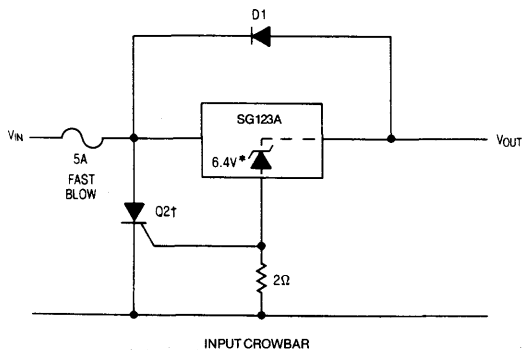 D1
SG123A
VIN
5A
FAST
BLOW
6.4V*
VOUT
Q2†
2Ω
INPUT CROWBAR